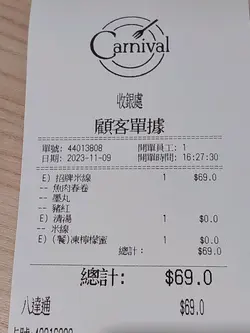 Carnival
收銀處
顧客單據
單號: 44013808 開單員工: 1
日期: 2023-11-09 開單時間: 16:27:30
E) 招牌米線 1 $69.0
-- 魚肉春卷
-- 墨丸
-- 豬紅
E) 清湯 1 $0.0
-- 米線
E) (餐)凍檸檬蜜 1 $0.0
總計: $69.0
總計: $69.0
八達通 $69.0